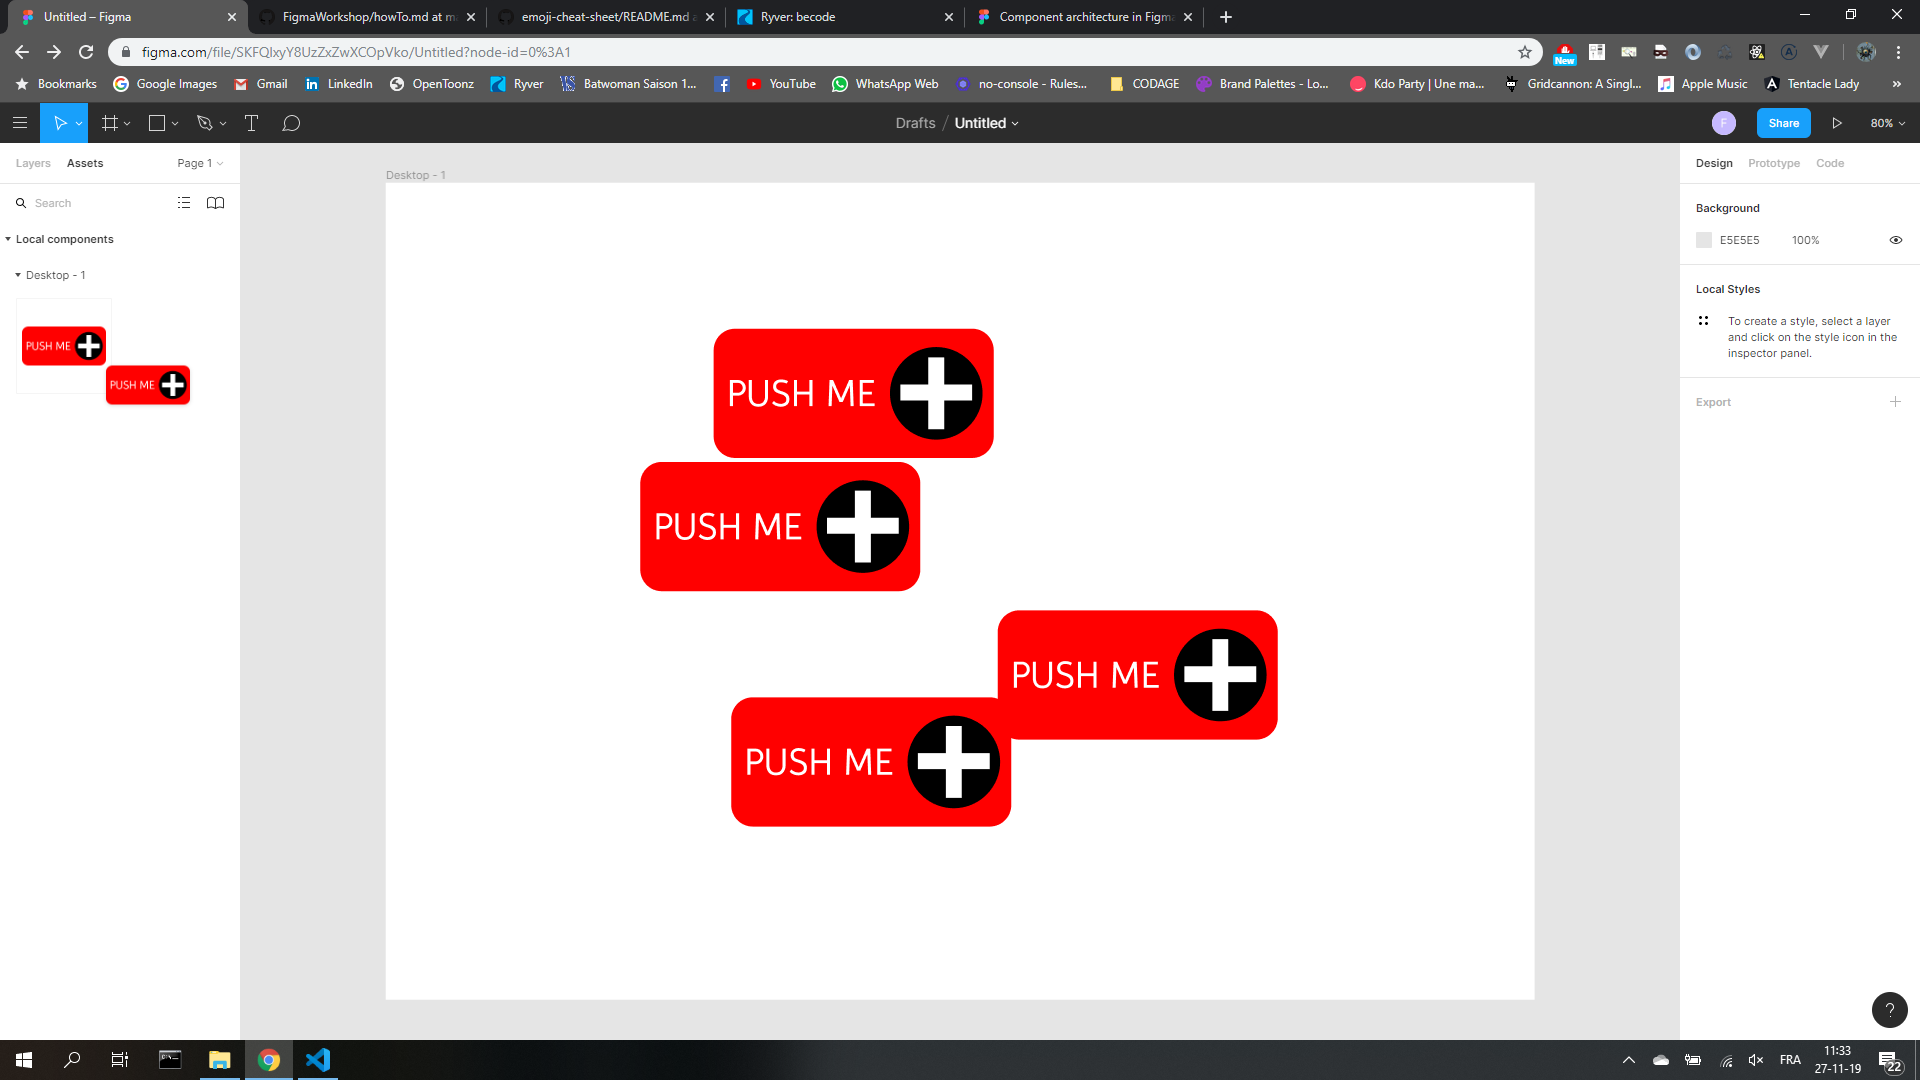 Untitled – Figma
FigmaWorkshop/howTo.md at m
emoji-cheat-sheet/README.md
Ryver: becode
Component architecture in Figma
figma.com/file/SKFQlxyY8UzZxZwXCOpVko/Untitled?node-id=0%3A1
New
Bookmarks
Google Images
Gmail
LinkedIn
OpenToonz
Ryver
Batwoman Saison 1...
YouTube
WhatsApp Web
no-console - Rules...
CODAGE
Brand Palettes - Lo...
Kdo Party | Une ma...
Gridcannon: A Singl...
Apple Music
Tentacle Lady
»
Drafts / Untitled
F
Share
80%
Layers
Assets
Page 1
Search
Local components
Desktop - 1
PUSH ME
PUSH ME
Desktop - 1
PUSH ME
PUSH ME
PUSH ME
PUSH ME
Design
Prototype
Code
Background
E5E5E5
100%
Local Styles
To create a style, select a layer
and click on the style icon in the
inspector panel.
Export
?
FRA
11:33
27-11-19
22